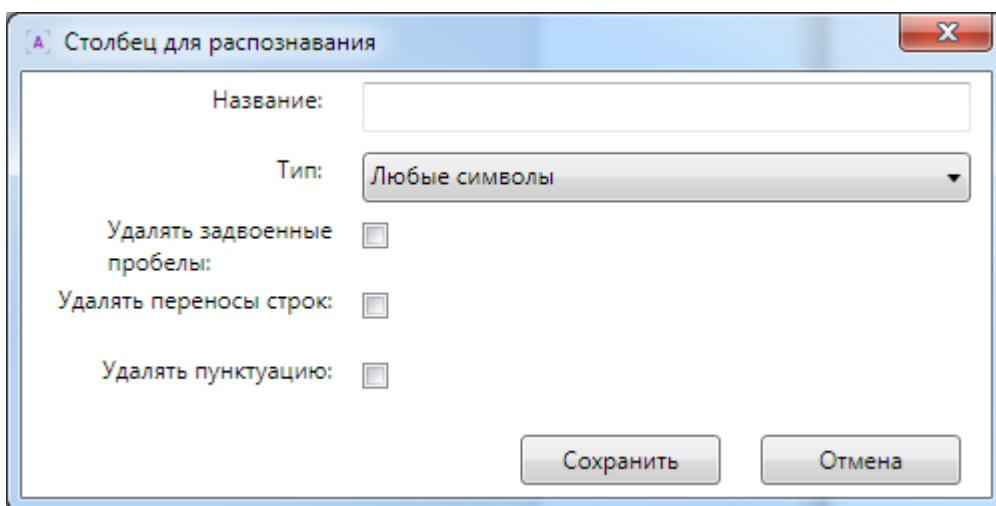 [A] Столбец для распознавания
Название:
Тип: Любые символы
Удалять задвоенные
пробелы:
Удалять переносы строк:
Удалять пунктуацию:
Сохранить Отмена